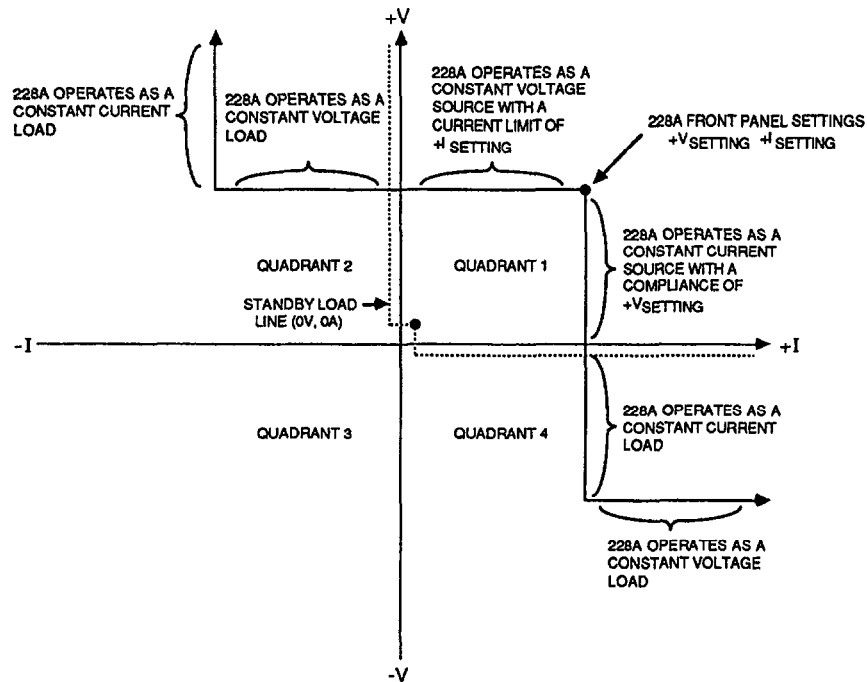 +V
228A OPERATES AS A
CONSTANT CURRENT
LOAD
228A OPERATES AS A
CONSTANT VOLTAGE
LOAD
228A OPERATES AS A
CONSTANT VOLTAGE
SOURCE WITH A
CURRENT LIMIT OF
+I SETTING
228A FRONT PANEL SETTINGS
+VSETTING +I SETTING
228A OPERATES AS A
CONSTANT CURRENT
SOURCE WITH A
COMPLIANCE OF
+VSETTING
QUADRANT 2
QUADRANT 1
STANDBY LOAD
LINE (0V, 0A)
-I
+I
QUADRANT 3
QUADRANT 4
228A OPERATES AS A
CONSTANT CURRENT
LOAD
228A OPERATES AS A
CONSTANT VOLTAGE
LOAD
-V